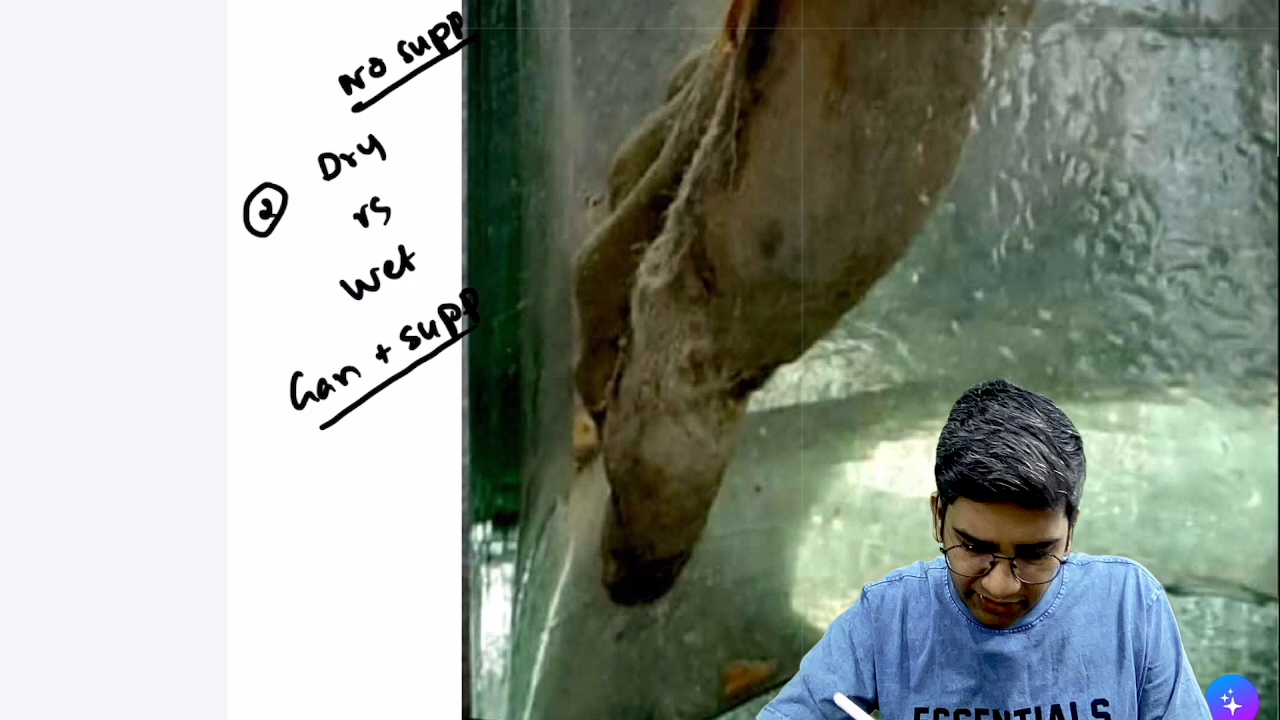 No supp
② Dry
vs
Wet
Gan + supp
ESSENTIALS